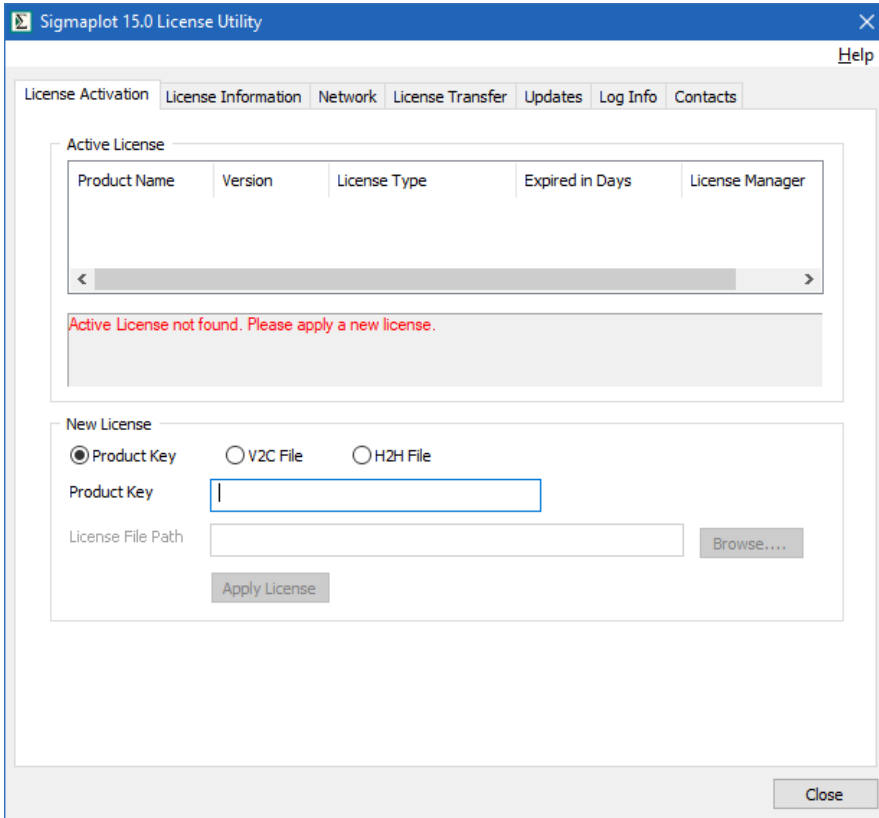 Sigmaplot 15.0 License Utility
Help
License Activation License Information Network License Transfer Updates Log Info Contacts
Active License
Product Name Version License Type Expired in Days License Manager
Active License not found. Please apply a new license.
New License
Product Key V2C File H2H File
Product Key
License File Path Browse....
Apply License
Close